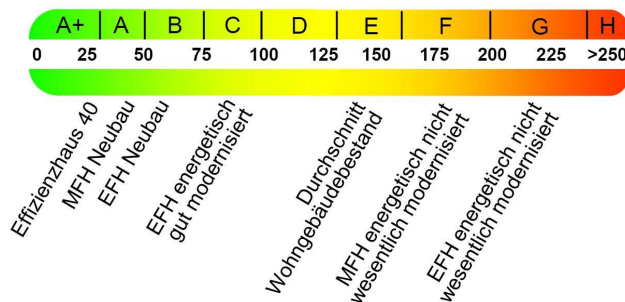 A+ A B C D E F G H
0 25 50 75 100 125 150 175 200 225 >250
Effizienzhaus 40
MFH Neubau
EFH Neubau
EFH energetisch
gut modernisiert
Durchschnitt
Wohngebäudebestand
MFH energetisch nicht
wesentlich modernisiert
EFH energetisch nicht
wesentlich modernisiert